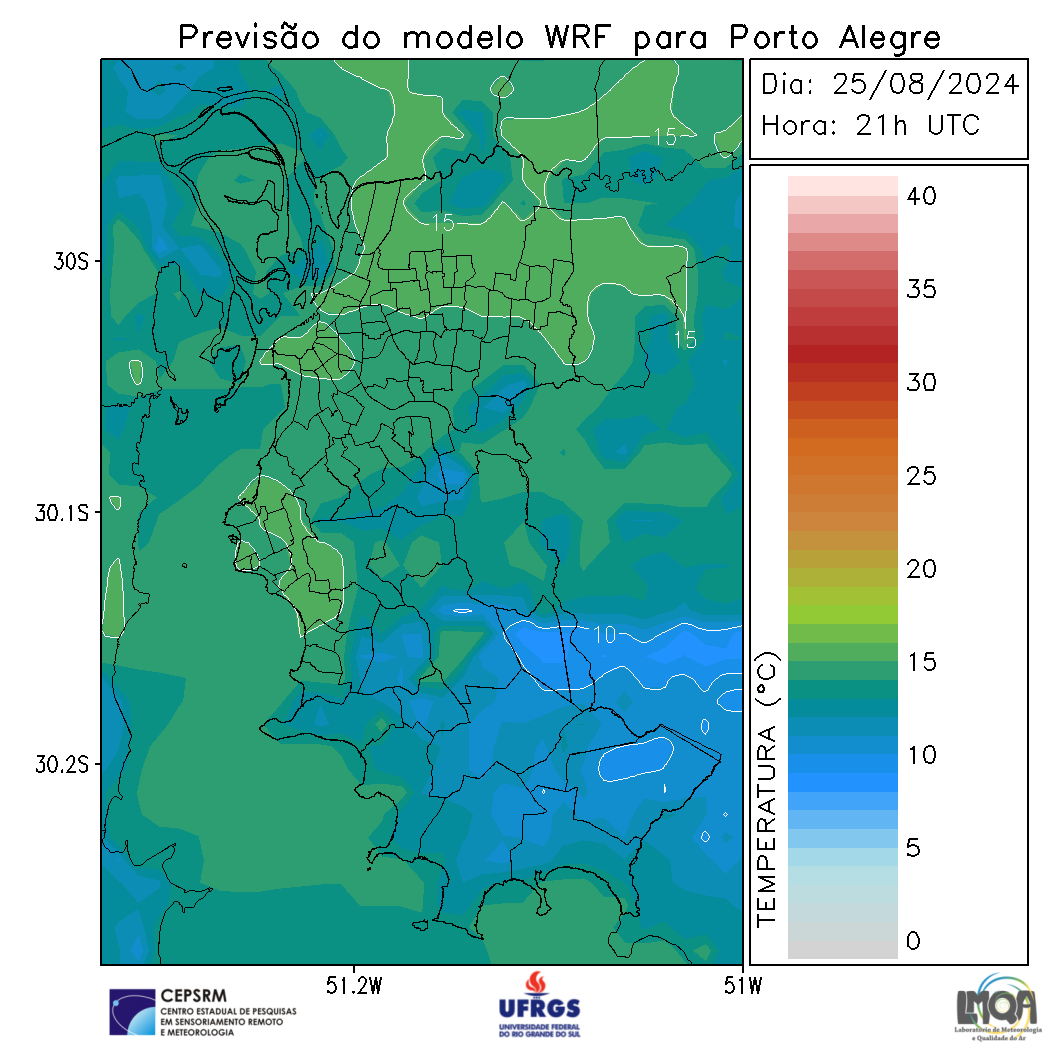 Previsão do modelo WRF para Porto Alegre
Dia: 25/08/2024
Hora: 21h UTC
15
15
15
10
30S
30.1S
30.2S
51.2W
51W
TEMPERATURA (°C)
40
35
30
25
20
15
10
5
0
CEPSRM
CENTRO ESTADUAL DE PESQUISAS
EM SENSORIAMENTO REMOTO
E METEOROLOGIA
UFRGS
UNIVERSIDADE FEDERAL
DO RIO GRANDE DO SUL
LMQA
Laboratório de Meteorologia
e Qualidade do Ar